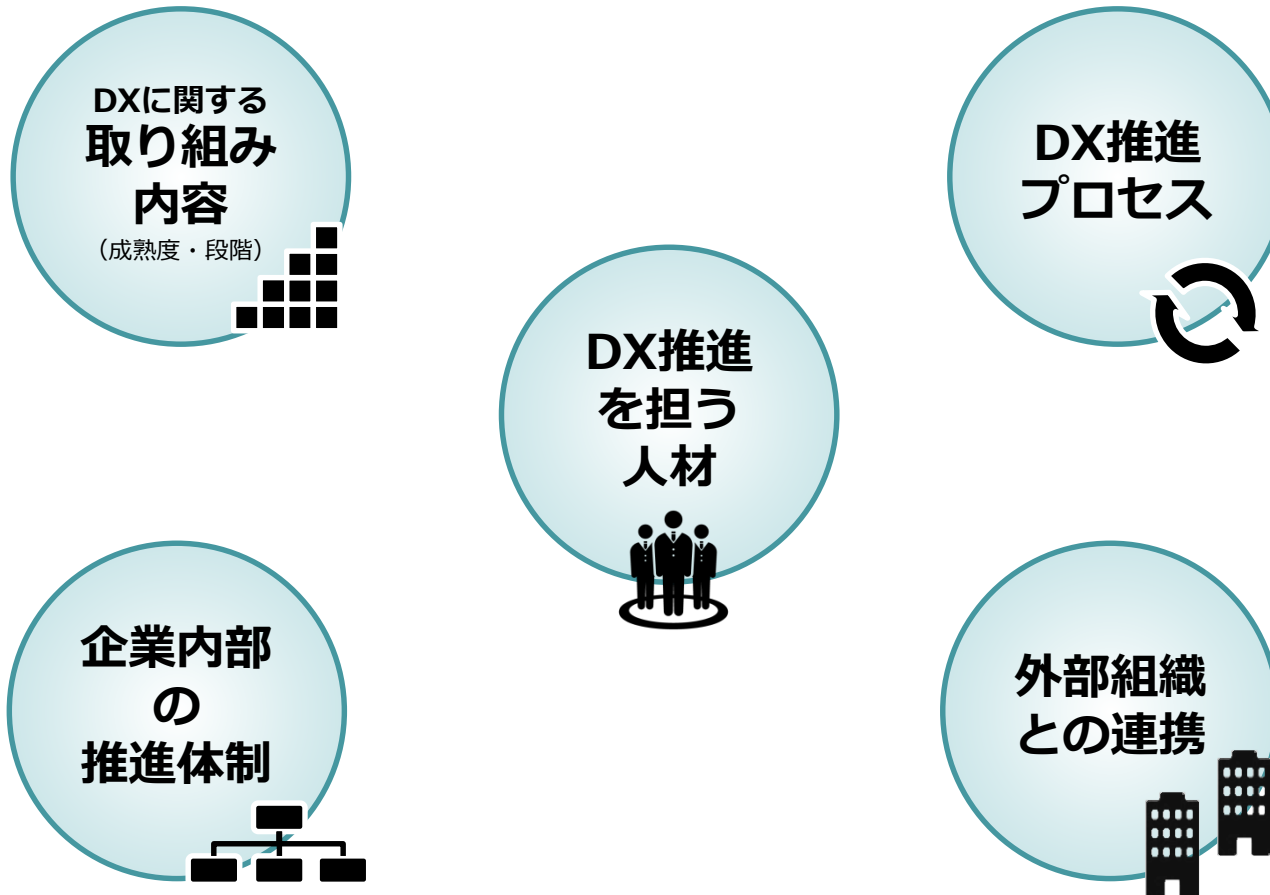 DXに関する
取り組み
内容
（成熟度・段階）
DX推進
プロセス
DX推進
を担う
人材
企業内部
の
推進体制
外部組織
との連携